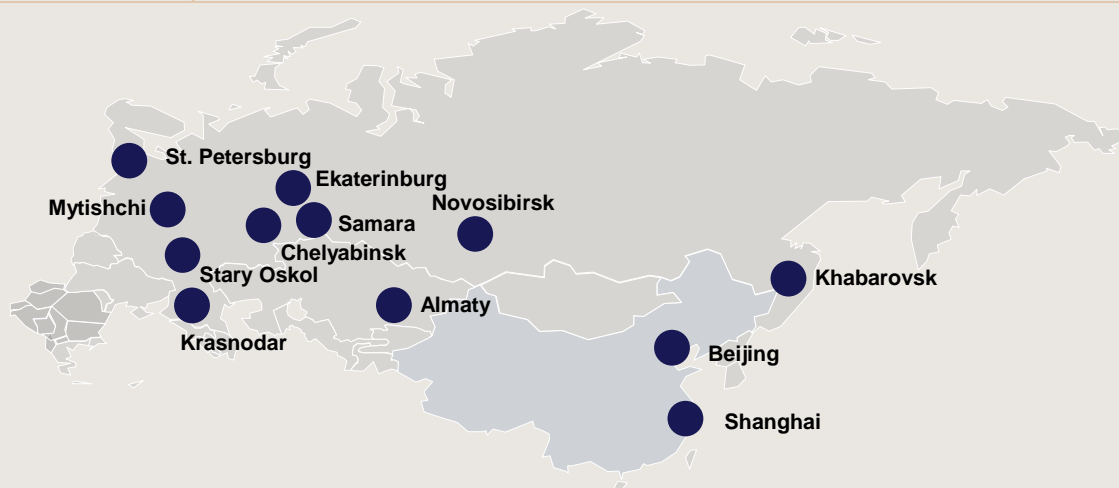 St. Petersburg
Ekaterinburg
Mytishchi
Novosibirsk
Samara
Chelyabinsk
Stary Oskol
Khabarovsk
Almaty
Krasnodar
Beijing
Shanghai